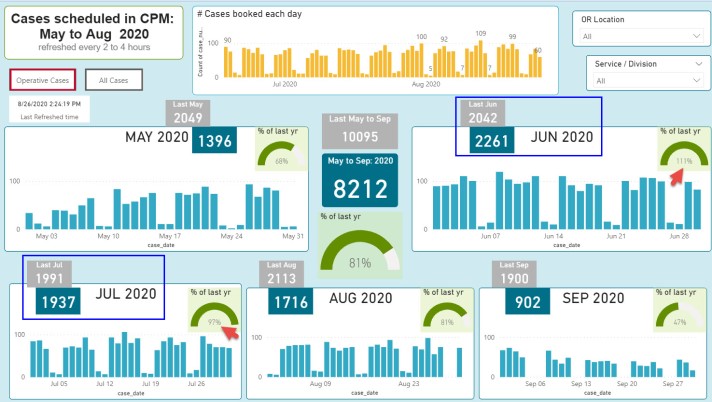 Cases scheduled in CPM:
May to Aug 2020
refreshed every 2 to 4 hours
Operative Cases
All Cases
8/26/2020 2:24:19 PM
Last Refreshed time
# Cases booked each day
Count of case_nu..
100
50
0
90
100
5
92
7
109
7
99
60
Jul 2020
Aug 2020
OR Location
All
Service / Division
All
Last May
2049
MAY 2020
1396
% of last yr
68%
100
0
May 03
May 10
May 17
May 24
May 31
case_date
Last May to Sep
10095
May to Sep: 2020
8212
% of last yr
81%
Last Jun
2042
2261
JUN 2020
% of last yr
111%
100
0
Jun 07
Jun 14
Jun 21
Jun 28
case_date
Last Jul
1991
1937
JUL 2020
% of last yr
97%
100
0
Jul 05
Jul 12
Jul 19
Jul 26
case_date
Last Aug
2113
1716
AUG 2020
% of last yr
81%
100
0
Aug 09
Aug 23
case_date
Last Sep
1900
902
SEP 2020
% of last yr
47%
100
0
Sep 06
Sep 13
Sep 20
Sep 27
case_date